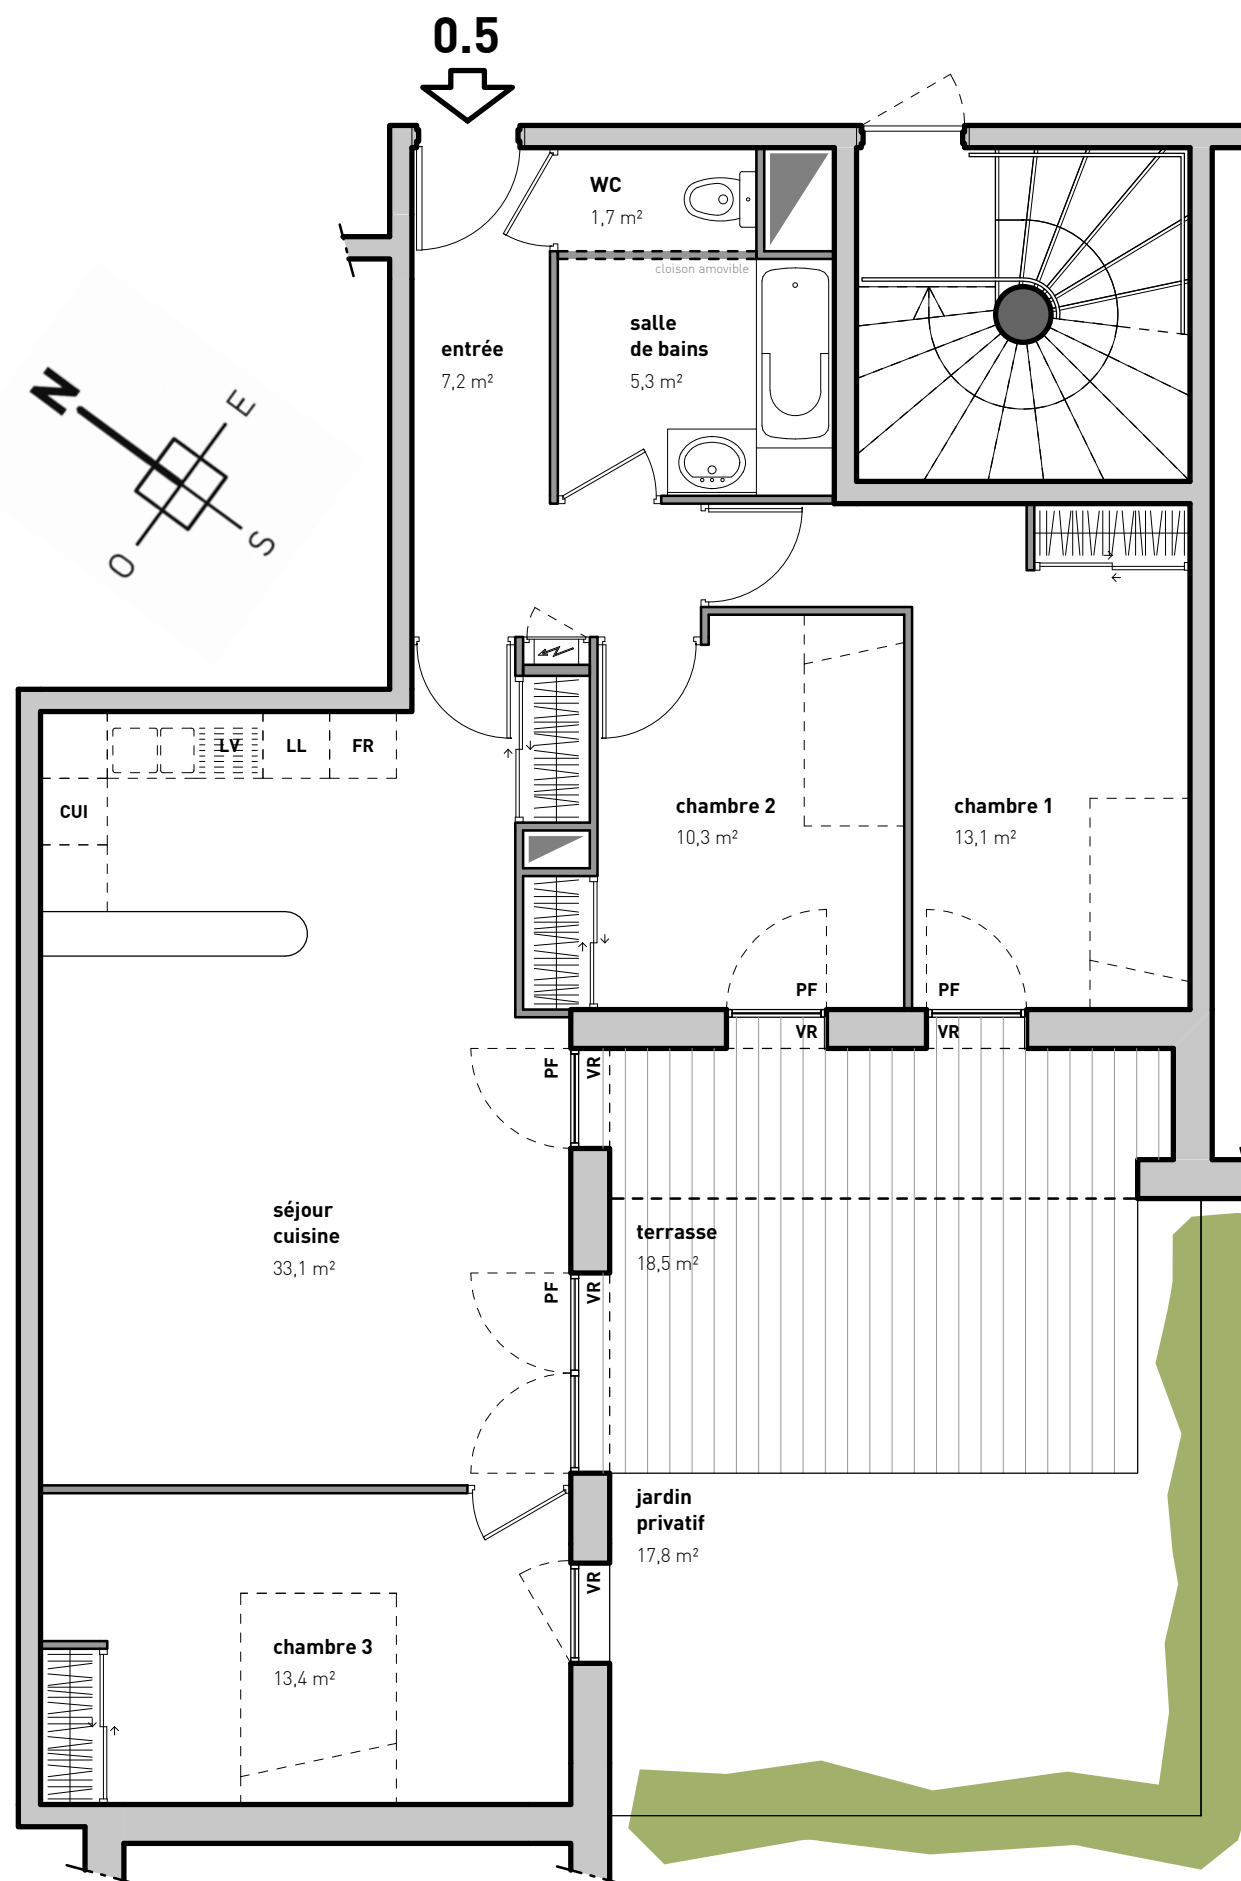 0.5
WC
1,7 m²
cloison amovible
salle
de bains
5,3 m²
entrée
7,2 m²
N
E
S
O
LV
LL
FR
CUI
chambre 2
10,3 m²
chambre 1
13,1 m²
PF
VR
PF
VR
PF
VR
séjour
cuisine
33,1 m²
terrasse
18,5 m²
PF
VR
jardin
privatif
17,8 m²
VR
chambre 3
13,4 m²